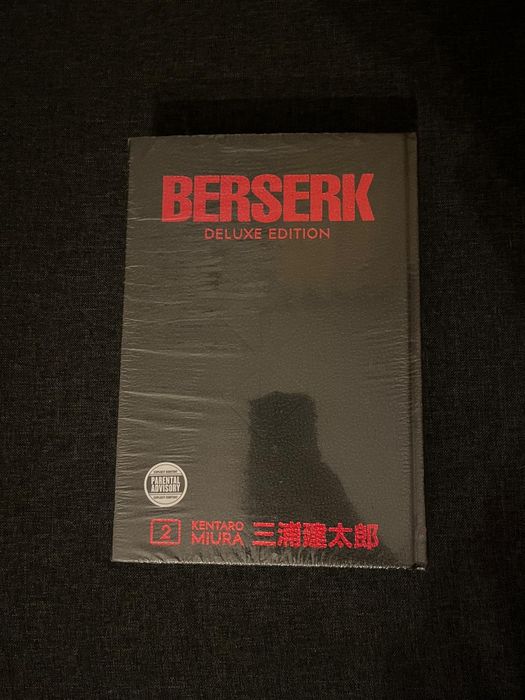 BERSERK
DELUXE EDITION
EXPLICIT CONTENT
PARENTAL
ADVISORY
EXPLICIT CONTENT
2
KENTARO
MIURA
三浦建太郎